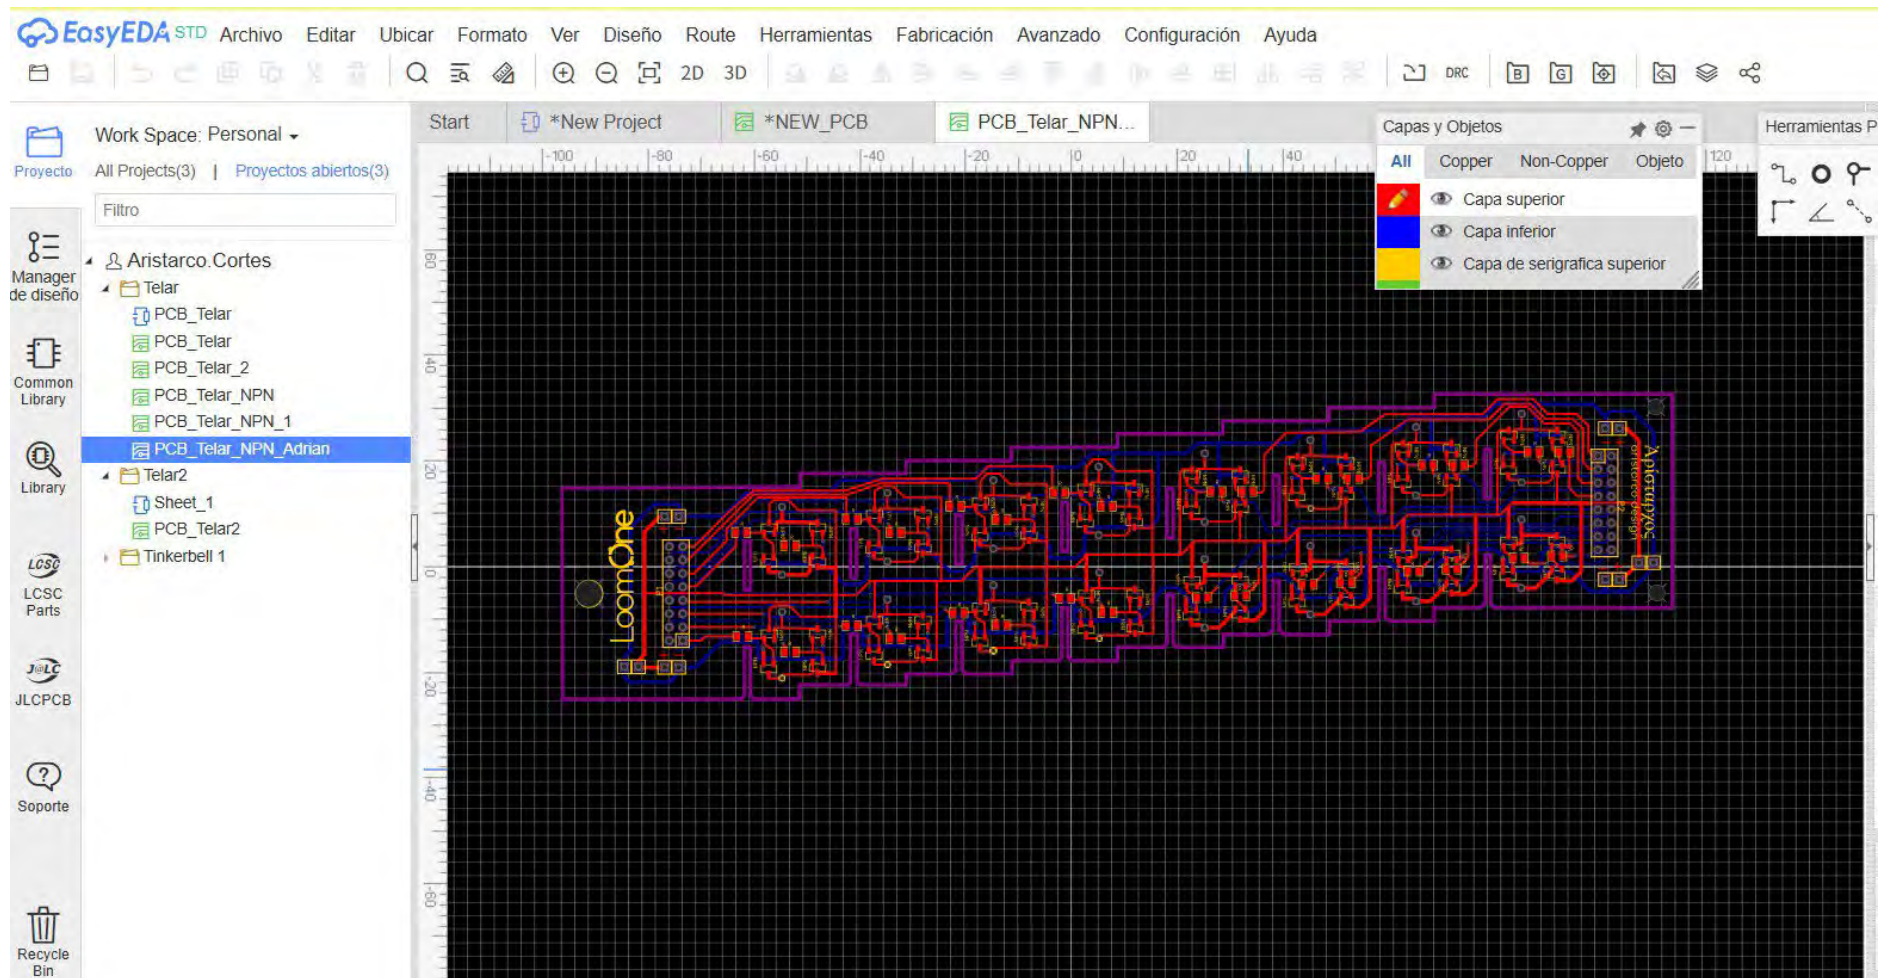 EasyEDA STD Archivo Editar Ubicar Formato Ver Diseño Route Herramientas Fabricación Avanzado Configuración Ayuda
2D 3D DRC B G
Start *New Project *NEW_PCB PCB_Telar_NPN...
Proyecto
Work Space: Personal
All Projects(3) | Proyectos abiertos(3)
Filtro
Manager de diseño
Common Library
Library
LCSC
LCSC Parts
J@LC
JLCPCB
Soporte
Recycle Bin
Aristarco.Cortes
Telar
PCB_Telar
PCB_Telar
PCB_Telar_2
PCB_Telar_NPN
PCB_Telar_NPN_1
PCB_Telar_NPN_Adrian
Telar2
Sheet_1
PCB_Telar2
Tinkerbell 1
-100 -80 -60 -40 -20 0 20 40 120
60
40
20
0
-20
-40
-60
Capas y Objetos
All Copper Non-Copper Objeto
Capa superior
Capa inferior
Capa de serigrafica superior
Herramientas P
LoomOne